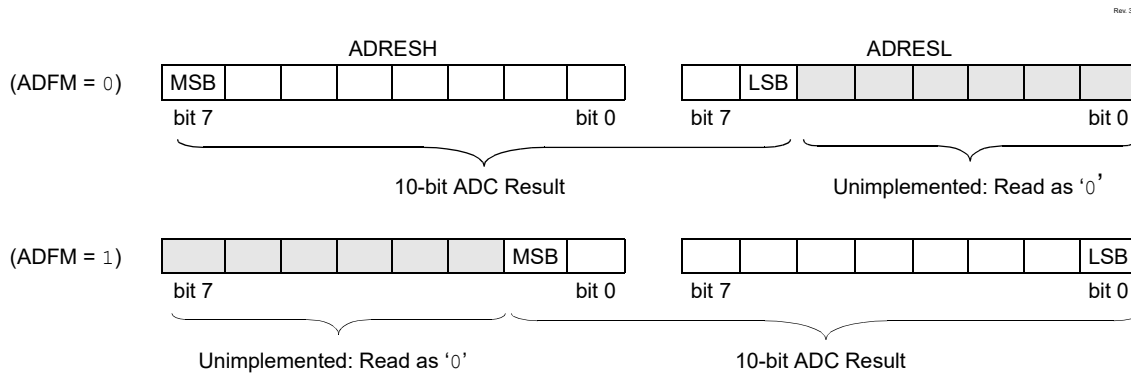 Rev. 3
ADRESH ADRESL
(ADFM = 0) MSB LSB
bit 7 bit 0 bit 7 bit 0
10-bit ADC Result Unimplemented: Read as ‘0’
(ADFM = 1) MSB LSB
bit 7 bit 0 bit 7 bit 0
Unimplemented: Read as ‘0’ 10-bit ADC Result